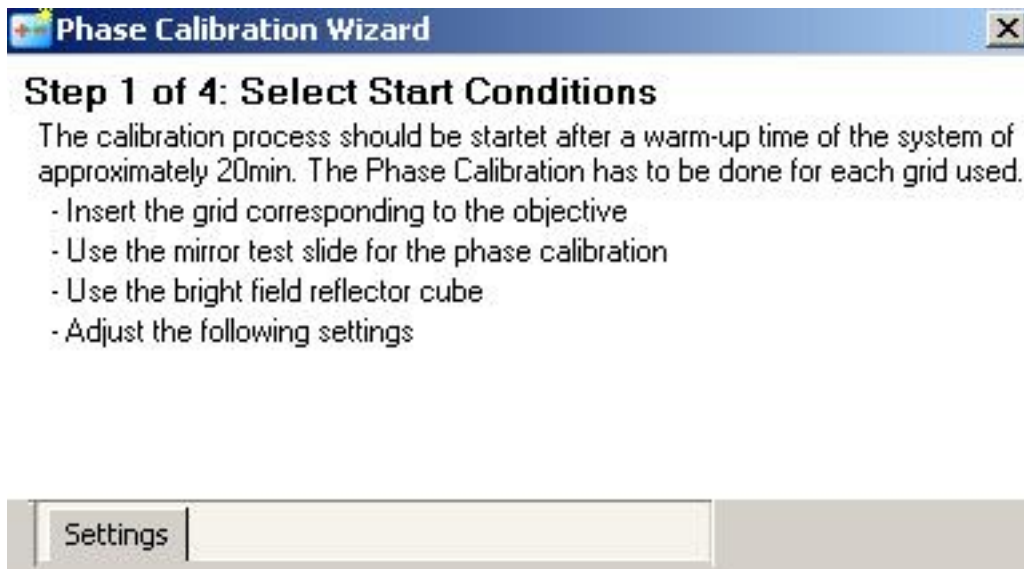 Phase Calibration Wizard
Step 1 of 4: Select Start Conditions
The calibration process should be startet after a warm-up time of the system of
approximately 20min. The Phase Calibration has to be done for each grid used.
- Insert the grid corresponding to the objective
- Use the mirror test slide for the phase calibration
- Use the bright field reflector cube
- Adjust the following settings
Settings